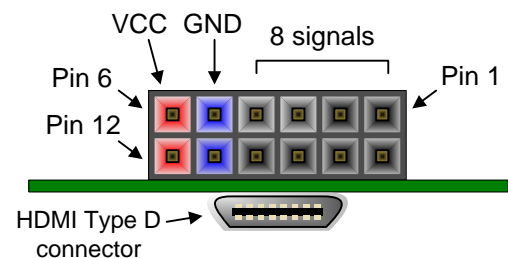 VCC GND
8 signals
Pin 6
Pin 1
Pin 12
HDMI Type D
connector